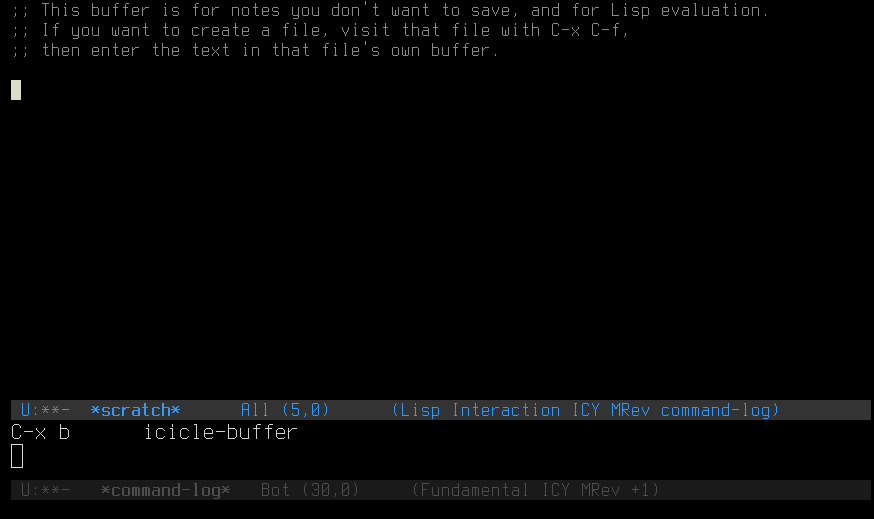 ;; This buffer is for notes you don't want to save, and for Lisp evaluation.
;; If you want to create a file, visit that file with C-x C-f,
;; then enter the text in that file's own buffer.
U:**-  *scratch*      All (5,0)      (Lisp Interaction ICY MRev command-log)
C-x b      icicle-buffer
U:**-   *command-log*   Bot (30,0)     (Fundamental ICY MRev +1)